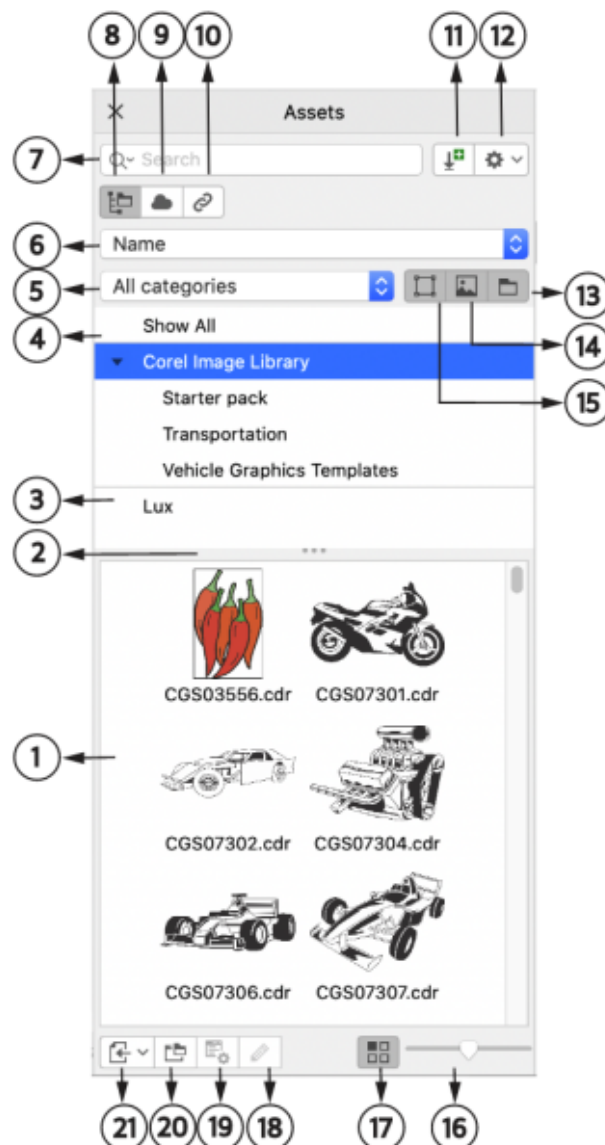 8 9 10 11 12
Assets
7 Search
6 Name
5 All categories 13
4 Show All 14
Corel Image Library
15
Starter pack
Transportation
Vehicle Graphics Templates
3 Lux
2
CGS03556.cdr CGS07301.cdr
1
CGS07302.cdr CGS07304.cdr
CGS07306.cdr CGS07307.cdr
21 20 19 18 17 16